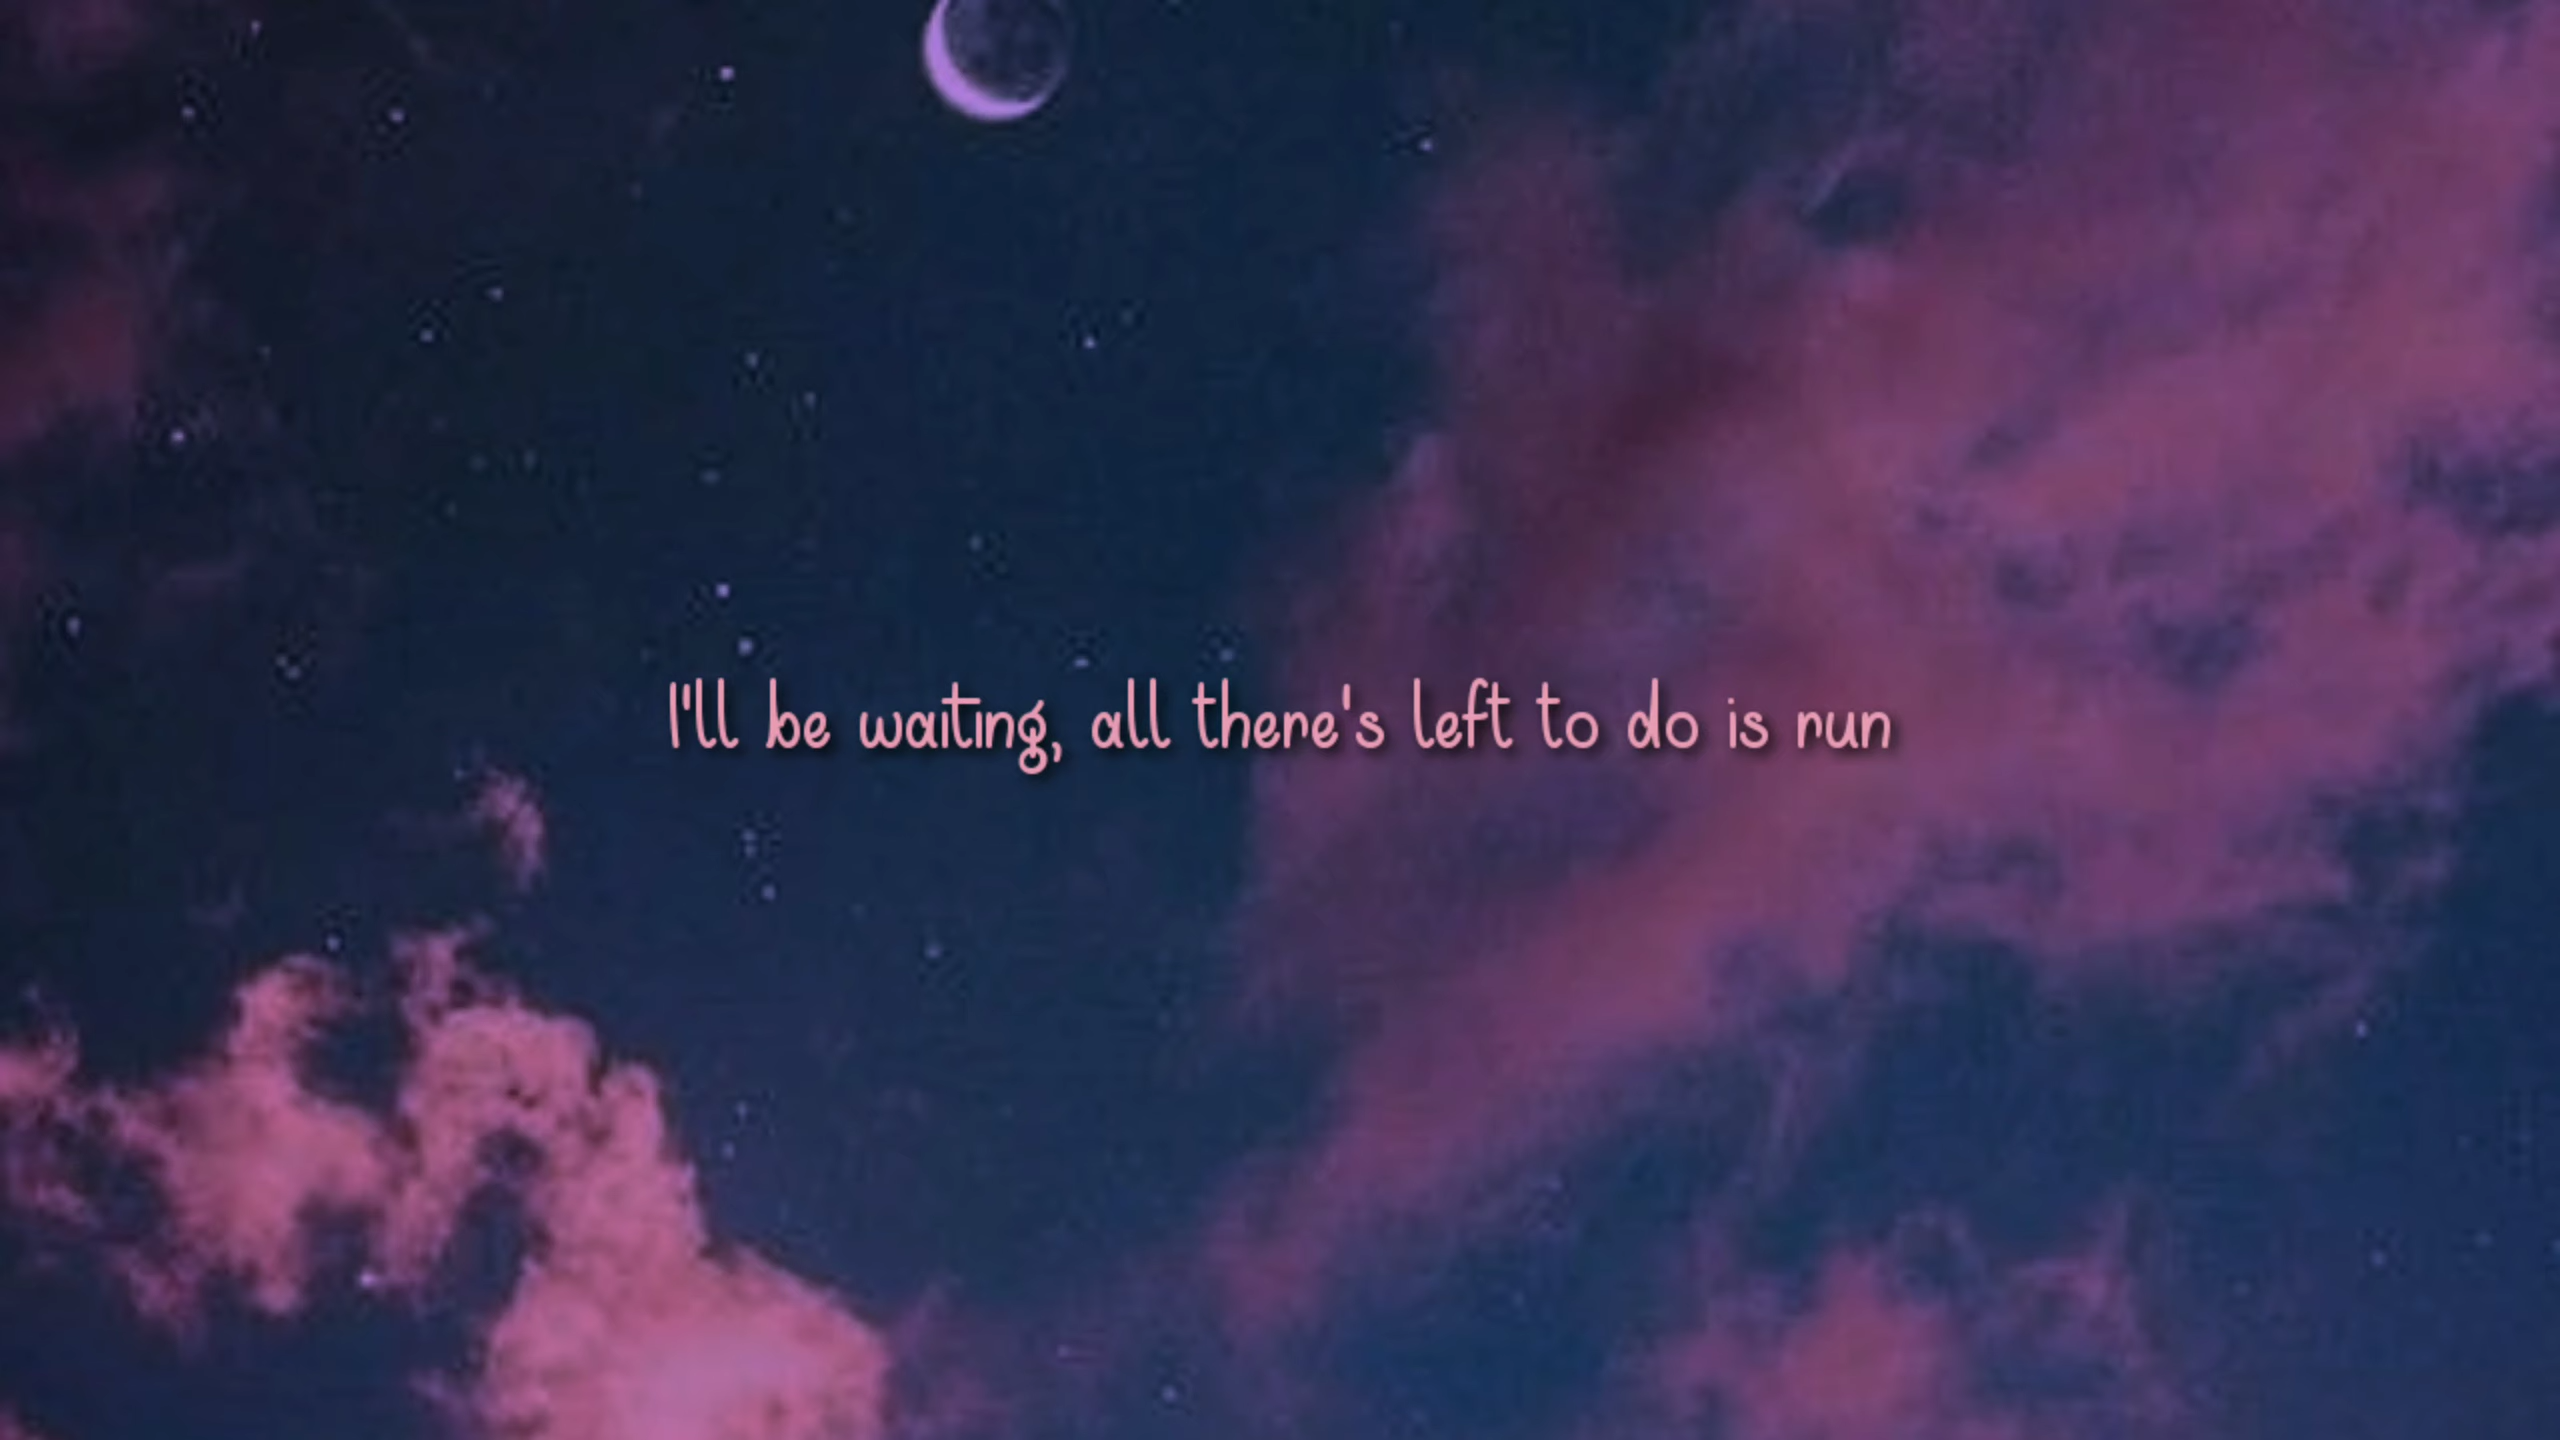 I'll be waiting, all there's left to do is run